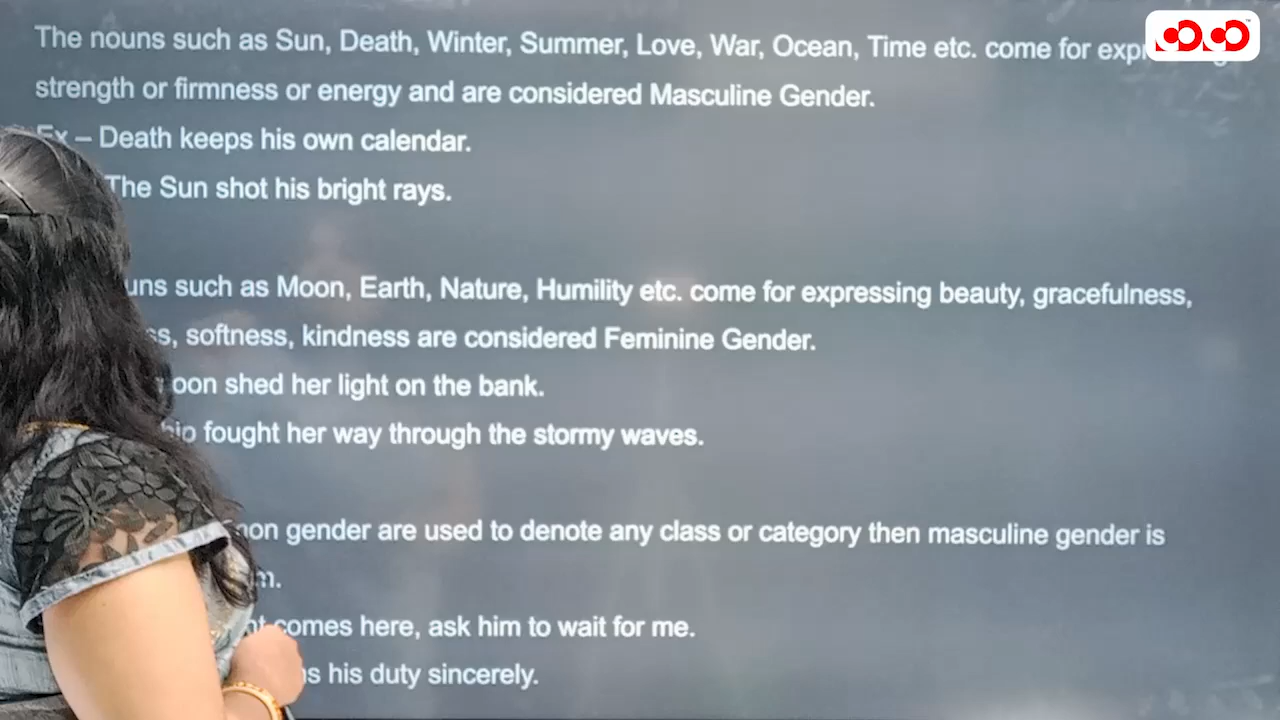 The nouns such as Sun, Death, Winter, Summer, Love, War, Ocean, Time etc. come for
strength or firmness or energy and are considered Masculine Gender.
Ex – Death keeps his own calendar.
The Sun shot his bright rays.
such as Moon, Earth, Nature, Humility etc. come for expressing beauty, gracefulness,
softness, kindness are considered Feminine Gender.
shed her light on the bank.
fought her way through the stormy waves.
gender are used to denote any class or category then masculine gender is
comes here, ask him to wait for me.
his duty sincerely.